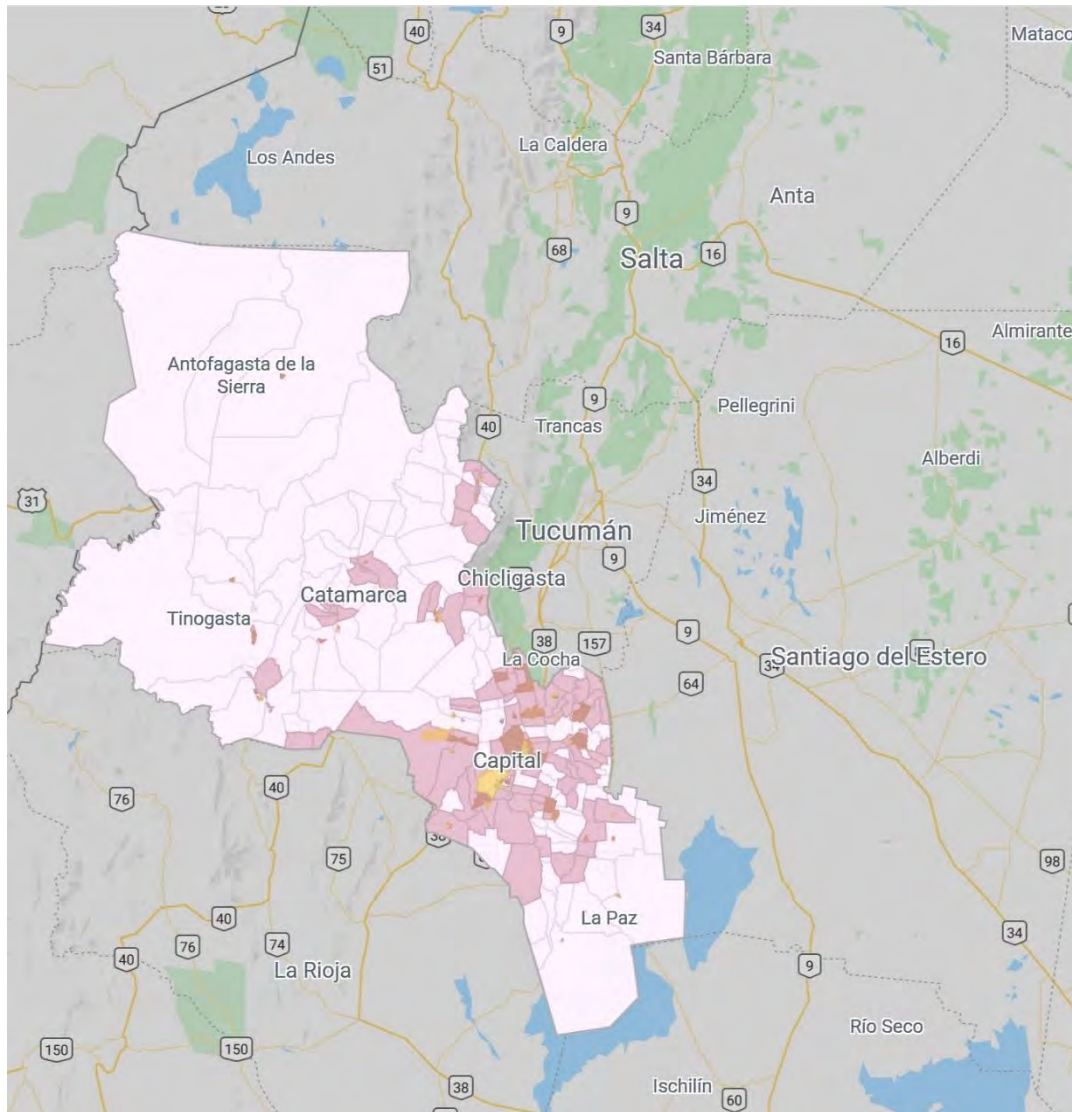 40
9
34
Mataco
51
Santa Bárbara
La Caldera
Los Andes
Anta
9
68
Salta
16
Almirante
16
Antofagasta de la
Sierra
9
Pellegrini
Trancas
40
Alberdi
34
31
Jiménez
Tucumán
9
Chicligasta
Catamarca
Tinogasta
9
38
157
La Cocha
34
Santiago del Estero
64
Capital
40
76
38
75
98
La Paz
40
76
74
34
40
9
La Rioja
Río Seco
150
150
38
Ischilín
60